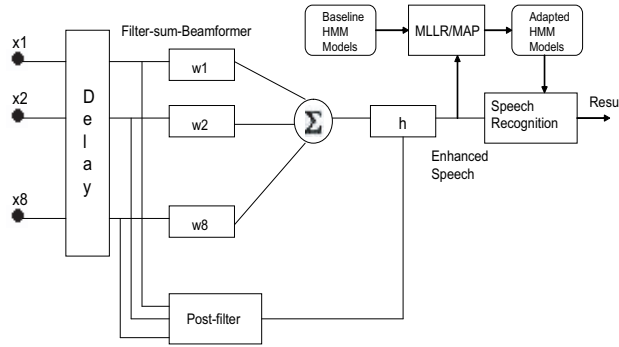 x1
Filter-sum-Beamformer
Baseline
HMM
Models
MLLR/MAP
Adapted
HMM
Models
w1
x2
D
e
l
a
y
w2
Σ
h
Speech
Recognition
Resu
Enhanced
Speech
x8
w8
Post-filter